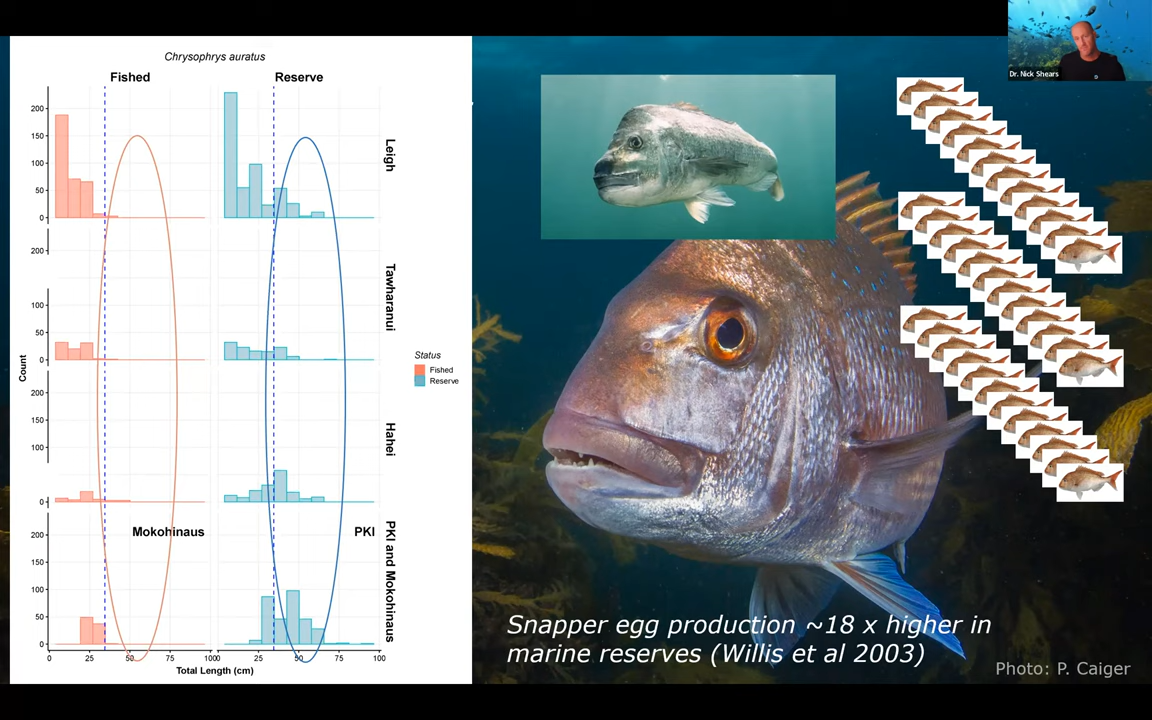 Chrysophrys auratus
Fished
Reserve
Count
200
150
100
50
0
Leigh
200
100
50
0
Tawharanui
200
150
100
0
Hahei
200
150
100
50
0
Mokohinaus
PKI
PKI and Mokohinaus
0 25 50 75 100 0 25 50 75 100
Total Length (cm)
Status
Fished
Reserve
Dr. Nick Shears
Snapper egg production ~18 x higher in
marine reserves (Willis et al 2003)
Photo: P. Caiger